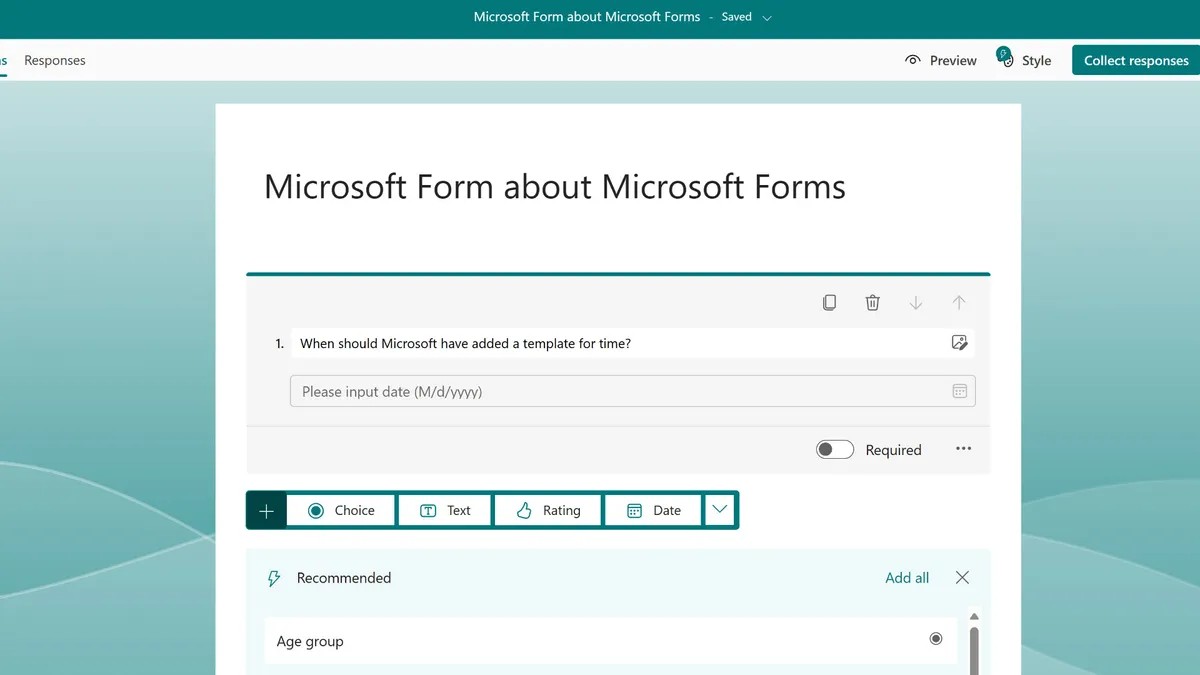 Microsoft Form about Microsoft Forms - Saved
Responses
Preview
Style
Collect responses
Microsoft Form about Microsoft Forms
1. When should Microsoft have added a template for time?
Please input date (M/d/yyyy)
Required
Choice
Text
Rating
Date
Recommended
Add all
Age group